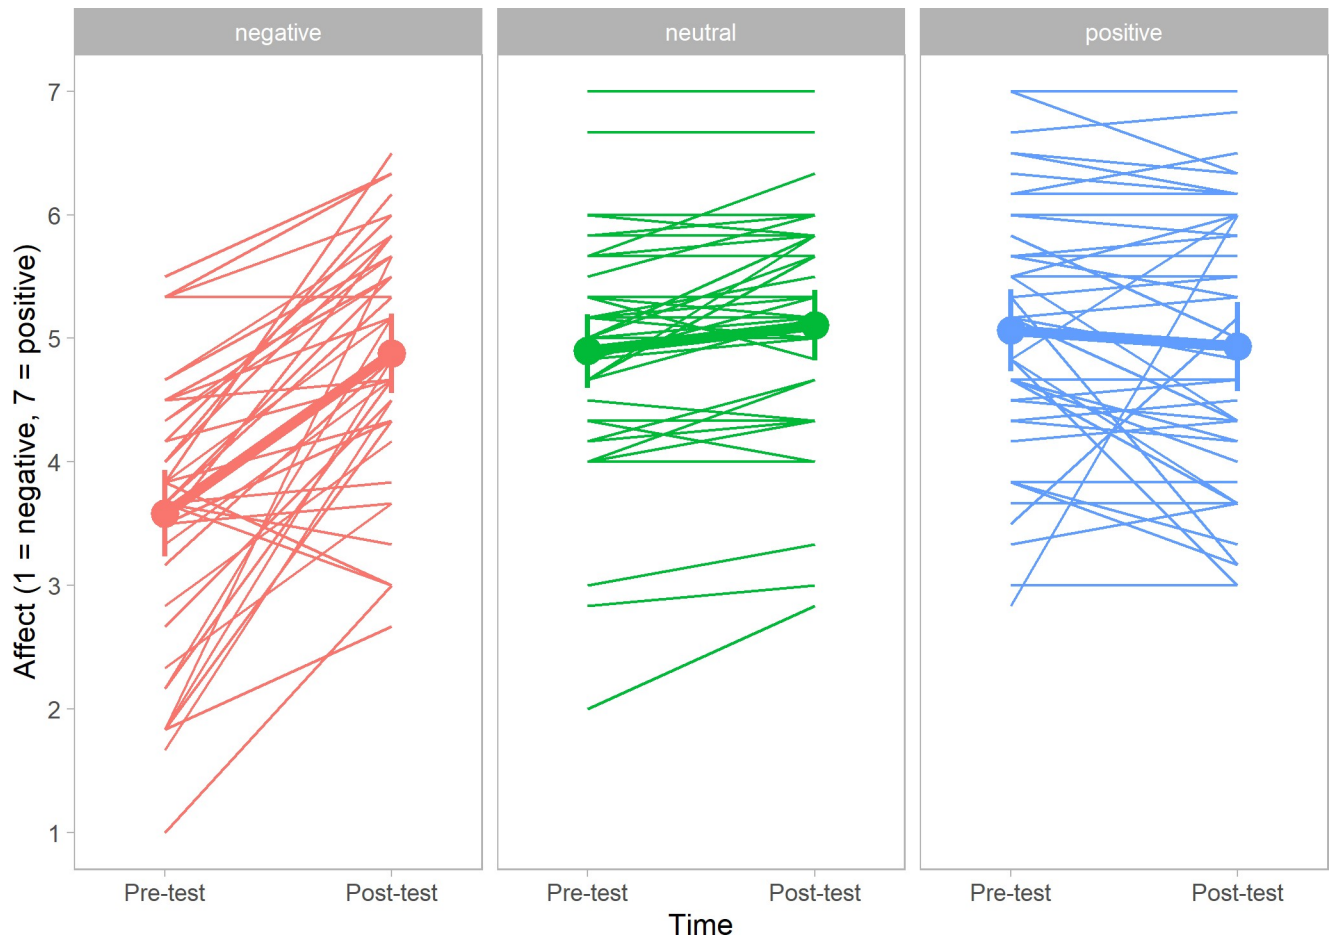 negative
neutral
positive
Affect (1 = negative, 7 = positive)
7
6
5
4
3
2
1
Pre-test
Post-test
Pre-test
Post-test
Pre-test
Post-test
Time